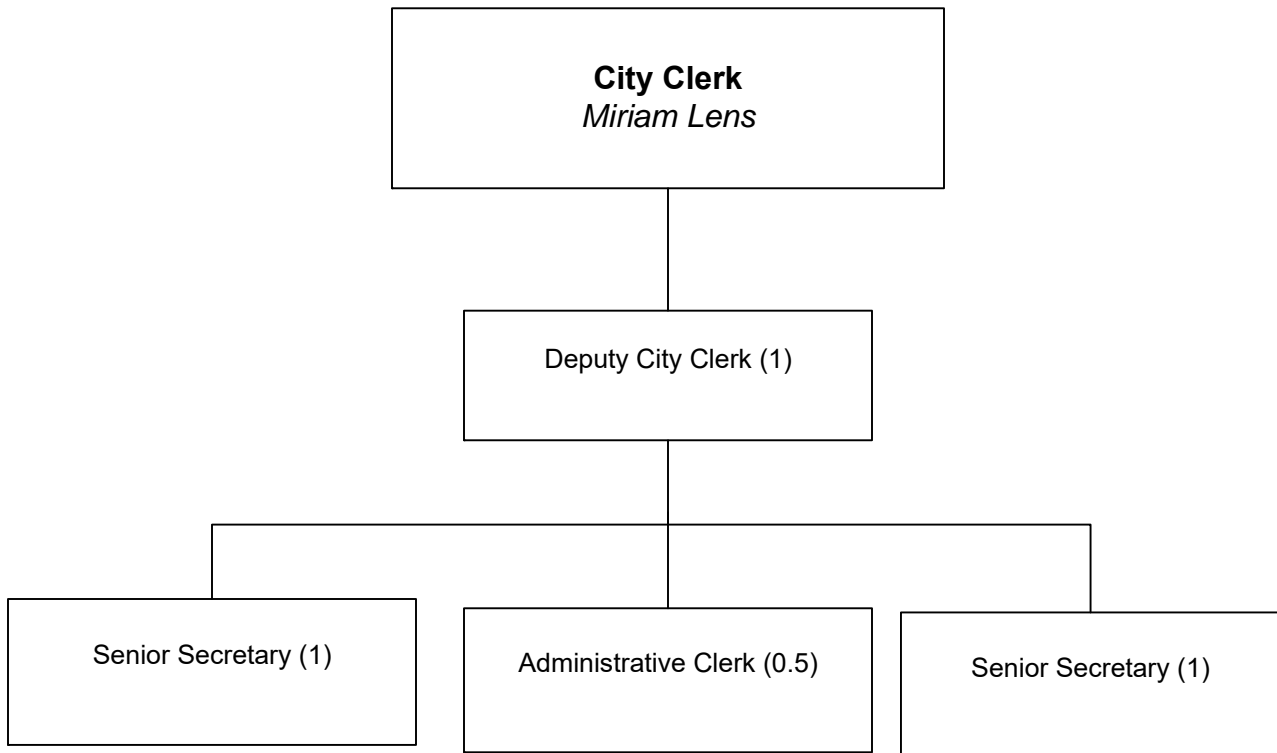 City Clerk
Miriam Lens
Deputy City Clerk (1)
Senior Secretary (1)
Administrative Clerk (0.5)
Senior Secretary (1)